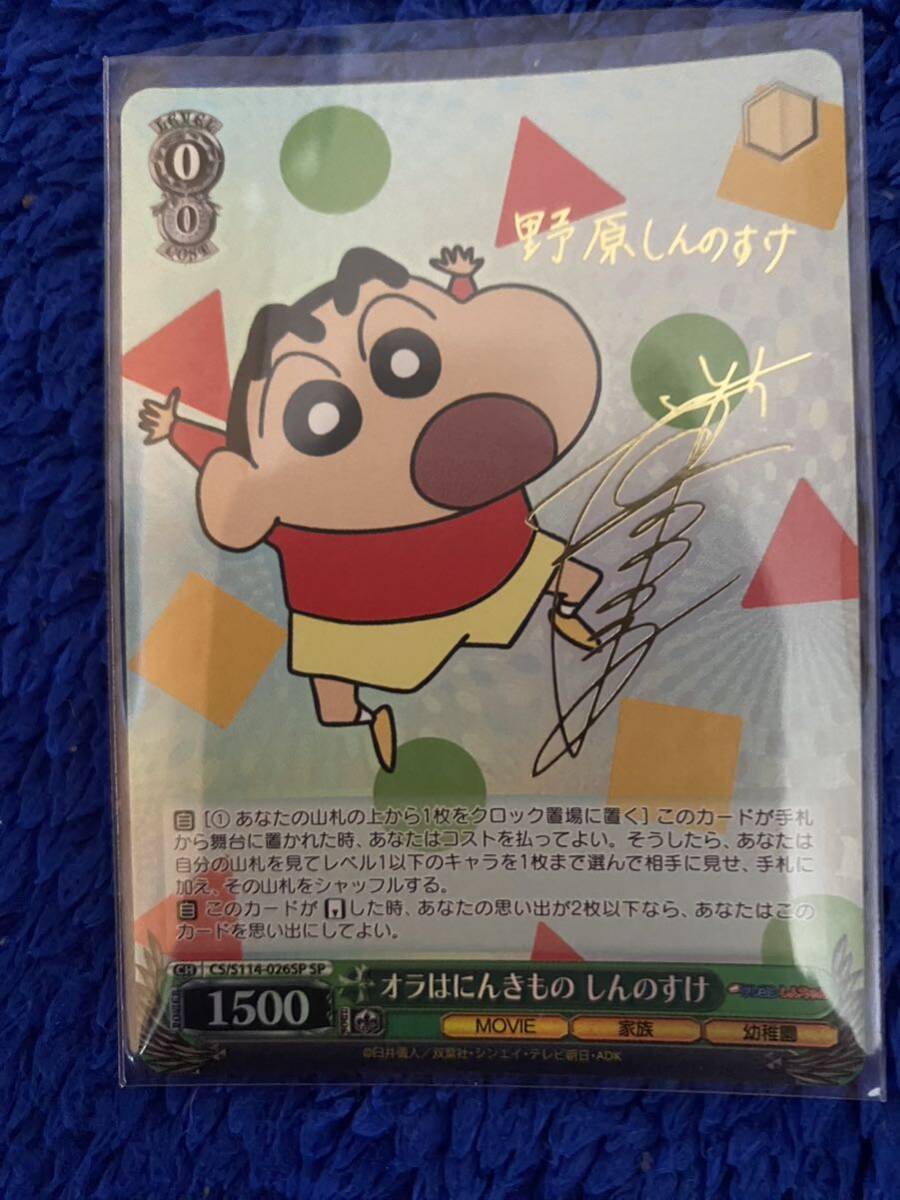 LEVEL
0
0
COST
野原しんのすけ
自 [① あなたの山札の上から1枚をクロック置場に置く] このカードが手札
から舞台に置かれた時、あなたはコストを払ってよい。そうしたら、あなたは
自分の山札を見てレベル1以下のキャラを1枚まで選んで相手に見せ、手札に
加え、その山札をシャッフルする。
自 このカードが した時、あなたの思い出が2枚以下なら、あなたはこの
カードを思い出にしてよい。
CH CS/S114-026SP SP
オラはにんきもの しんのすけ
POWER 1500 SOUL
MOVIE 家族 幼稚園
©臼井儀人／双葉社・シンエイ・テレビ朝日・ADK